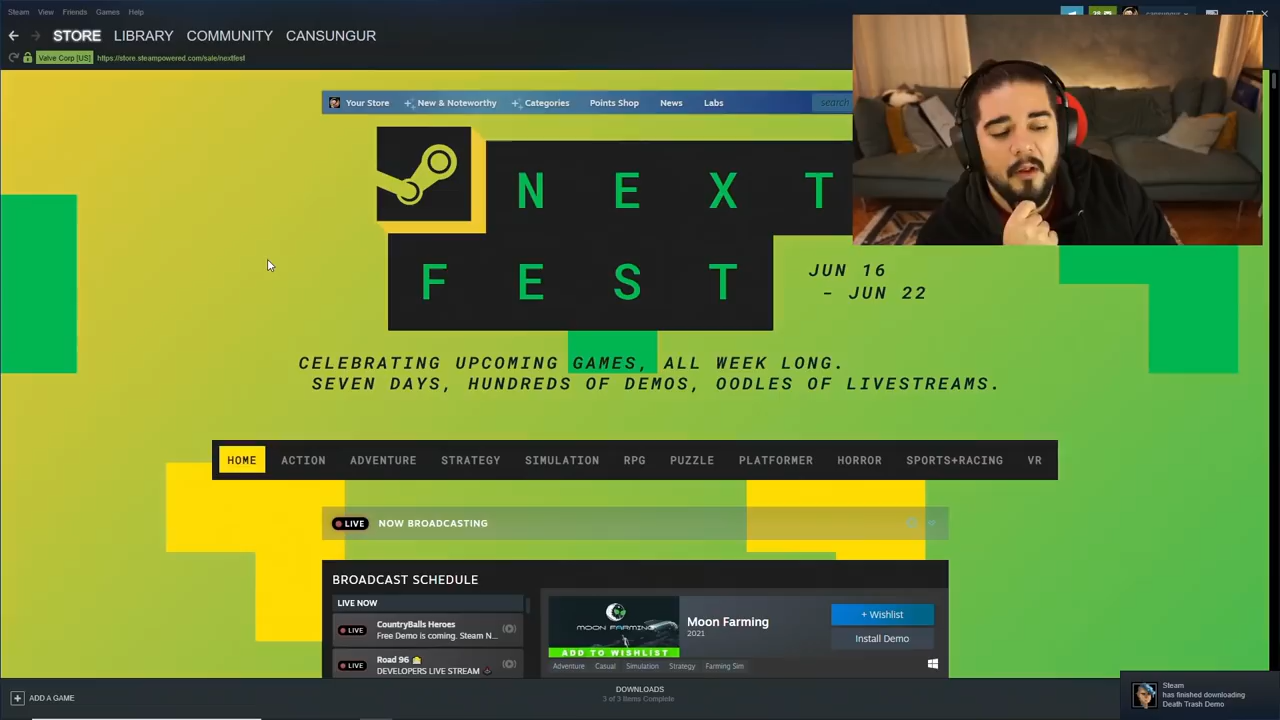 Steam View Friends Games Help
STORE LIBRARY COMMUNITY CANSUNGUR
Valve Corp [US] https://store.steampowered.com/sale/nextfest
Your Store New & Noteworthy Categories Points Shop News Labs search
NEXT
FEST
JUN 16
- JUN 22
CELEBRATING UPCOMING GAMES, ALL WEEK LONG.
SEVEN DAYS, HUNDREDS OF DEMOS, OODLES OF LIVESTREAMS.
HOME ACTION ADVENTURE STRATEGY SIMULATION RPG PUZZLE PLATFORMER HORROR SPORTS+RACING VR
LIVE NOW BROADCASTING
BROADCAST SCHEDULE
LIVE NOW
LIVE CountryBalls Heroes
Free Demo is coming. Steam N...
LIVE Road 96
DEVELOPERS LIVE STREAM
MOON FARMING
ADD TO WISHLIST
Moon Farming
2021
+ Wishlist
Install Demo
Adventure Casual Simulation Strategy Farming Sim
ADD A GAME
DOWNLOADS
3 of 3 Items Complete
Steam
has finished downloading
Death Trash Demo